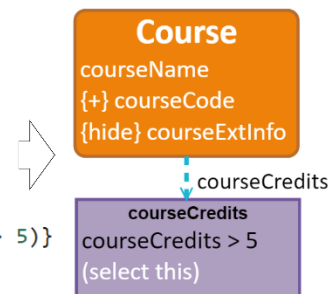 Course
courseName
{+} courseCode
{hide} courseExtInfo
courseCredits
courseCredits
5)}
courseCredits > 5
(select this)